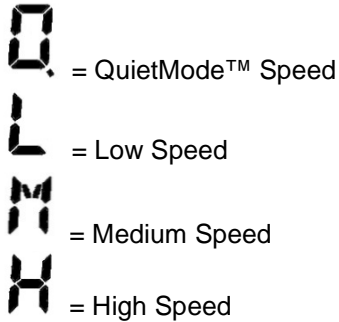 Q = QuietMode™ Speed
L = Low Speed
M = Medium Speed
H = High Speed